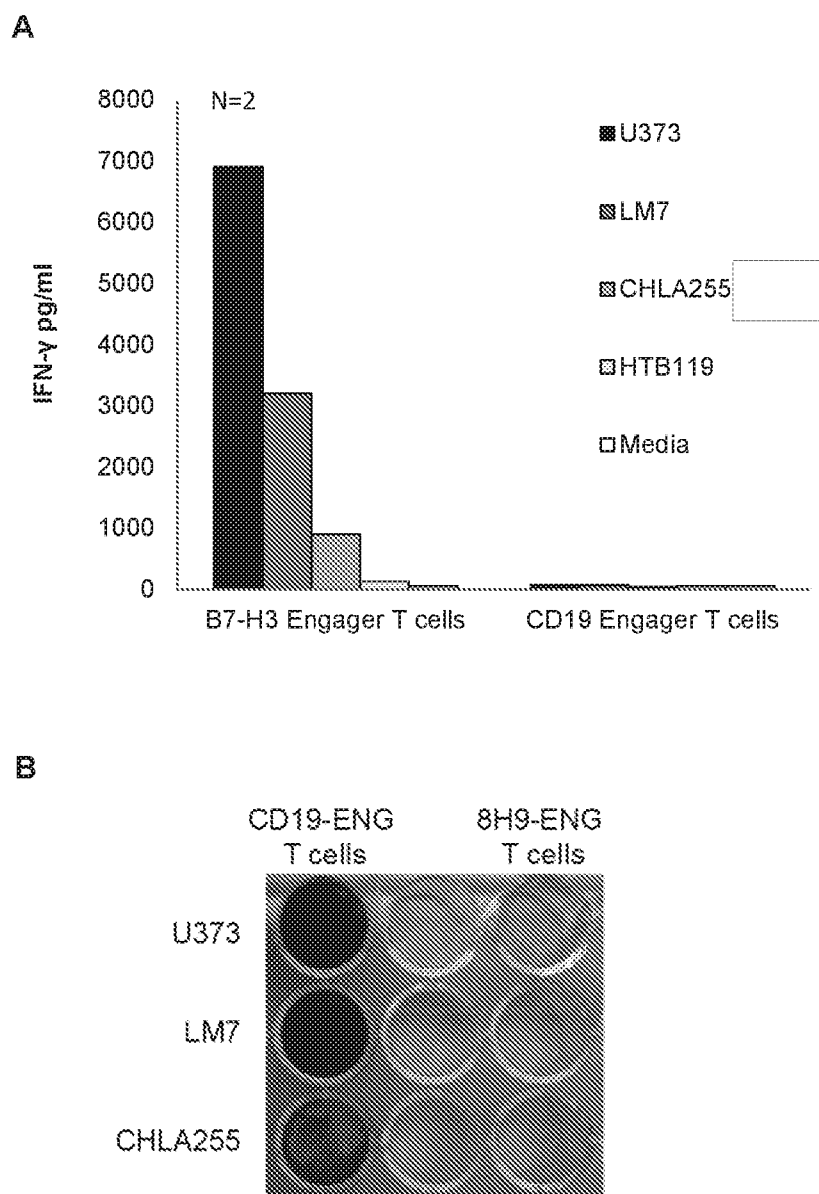 A
N=2
8000
7000
6000
5000
4000
3000
2000
1000
0
IFN-γ pg/ml
U373
LM7
CHLA255
HTB119
Media
B7-H3 Engager T cells
CD19 Engager T cells
B
CD19-ENG
T cells
8H9-ENG
T cells
U373
LM7
CHLA255